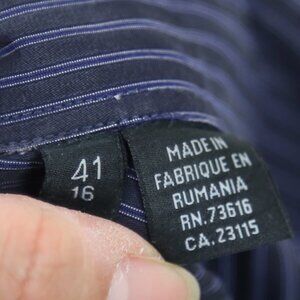 41
16
MADE IN
FABRIQUE EN
RUMANIA
RN.73616
CA.23115